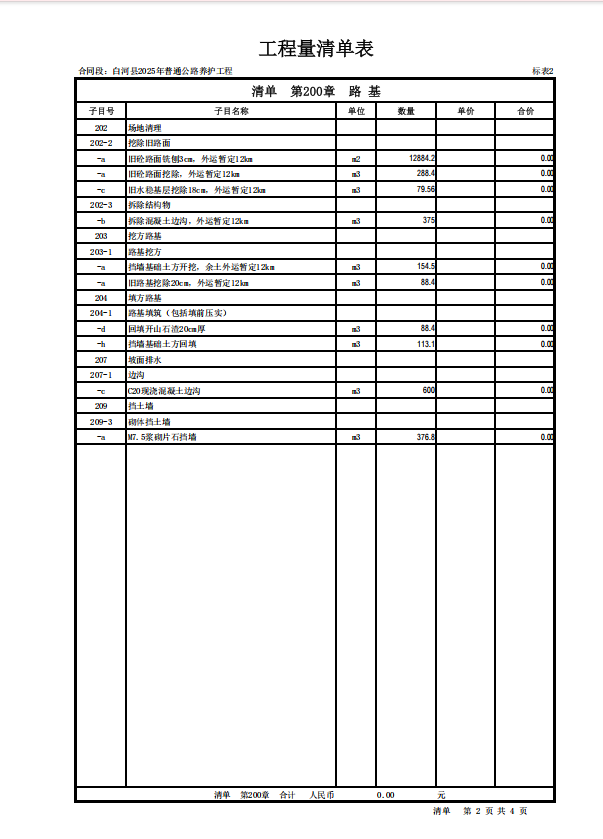 工程量清单表
合同段：白河县2025年普通公路养护工程 标表2
清单 第200章 路 基
子目号 子目名称 单位 数量 单价 合价
202 场地清理
202-2 挖除旧路面
-a 旧砼路面铣刨3cm，外运暂定12km m2 12884.2 0.00
-a 旧砼路面挖除，外运暂定12km m3 288.4 0.00
-c 旧水稳基层挖除18cm，外运暂定12km m3 79.56 0.00
202-3 拆除结构物
-b 拆除混凝土边沟，外运暂定12km m3 375 0.00
203 挖方路基
203-1 路基挖方
-a 挡墙基础土方开挖，余土外运暂定12km m3 154.5 0.00
-a 旧路基挖除20cm，外运暂定12km m3 88.4 0.00
204 填方路基
204-1 路基填筑（包括填前压实）
-d 回填开山石渣20cm厚 m3 88.4 0.00
-h 挡墙基础土方回填 m3 113.1 0.00
207 坡面排水
207-1 边沟
-c C20现浇混凝土边沟 m3 600 0.00
209 挡土墙
209-3 砌体挡土墙
-a M7.5浆砌片石挡墙 m3 376.8 0.00
清单 第200章 合计 人民币 0.00 元
清单 第 2 页 共 4 页